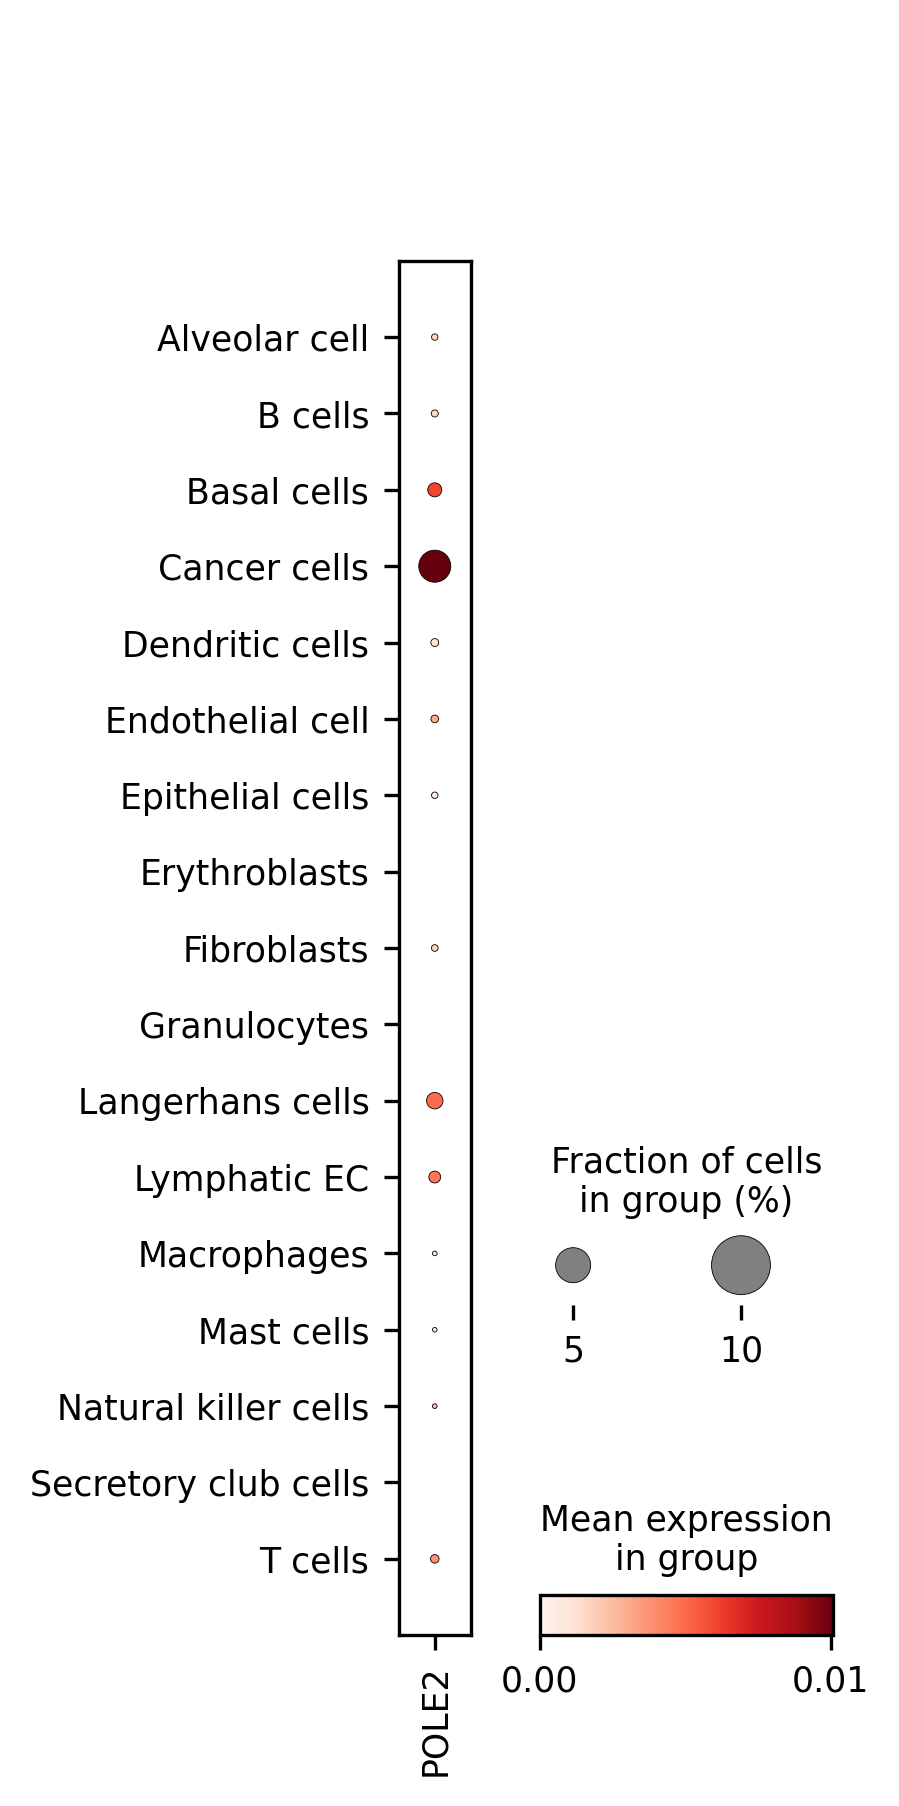 Alveolar cell
B cells
Basal cells
Cancer cells
Dendritic cells
Endothelial cell
Epithelial cells
Erythroblasts
Fibroblasts
Granulocytes
Langerhans cells
Lymphatic EC
Macrophages
Mast cells
Natural killer cells
Secretory club cells
T cells
POLE2
Fraction of cells
in group (%)
5 10
Mean expression
in group
0.00 0.01